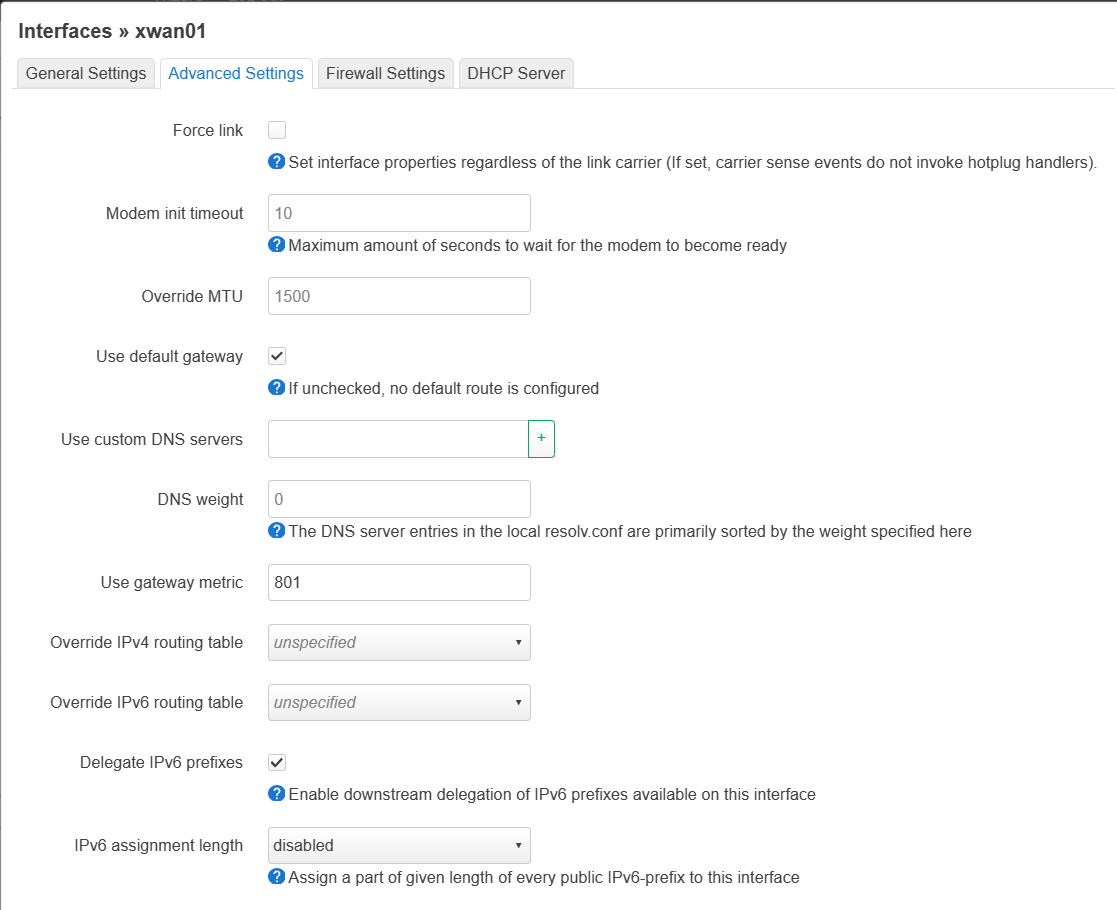 Interfaces » xwan01
General Settings
Advanced Settings
Firewall Settings
DHCP Server
Force link
Set interface properties regardless of the link carrier (If set, carrier sense events do not invoke hotplug handlers).
Modem init timeout
10
Maximum amount of seconds to wait for the modem to become ready
Override MTU
1500
Use default gateway
If unchecked, no default route is configured
Use custom DNS servers
+
DNS weight
0
The DNS server entries in the local resolv.conf are primarily sorted by the weight specified here
Use gateway metric
801
Override IPv4 routing table
unspecified
Override IPv6 routing table
unspecified
Delegate IPv6 prefixes
Enable downstream delegation of IPv6 prefixes available on this interface
IPv6 assignment length
disabled
Assign a part of given length of every public IPv6-prefix to this interface